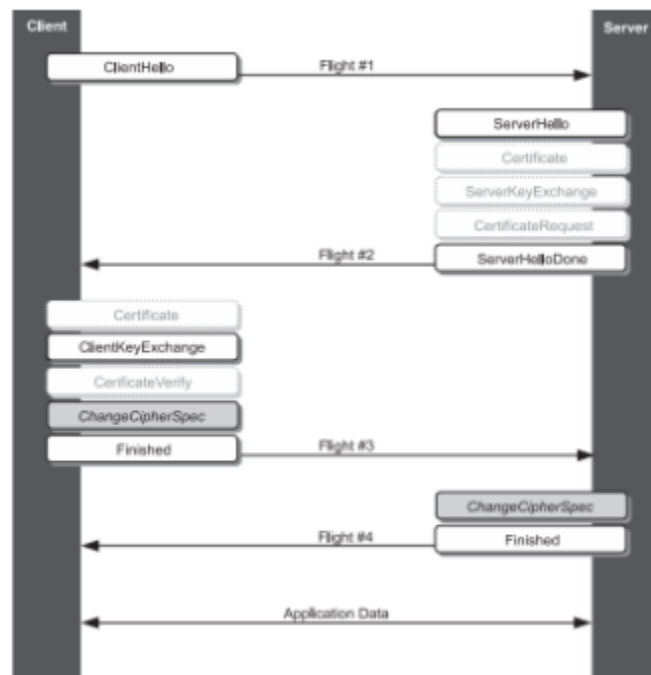 Client
Server
ClientHello
Flight #1
ServerHello
Certificate
ServerKeyExchange
CertificateRequest
Flight #2
ServerHelloDone
Certificate
ClientKeyExchange
CerificateVerify
ChangeCipherSpec
Finished
Flight #3
ChangeCipherSpec
Flight #4
Finished
Application Data